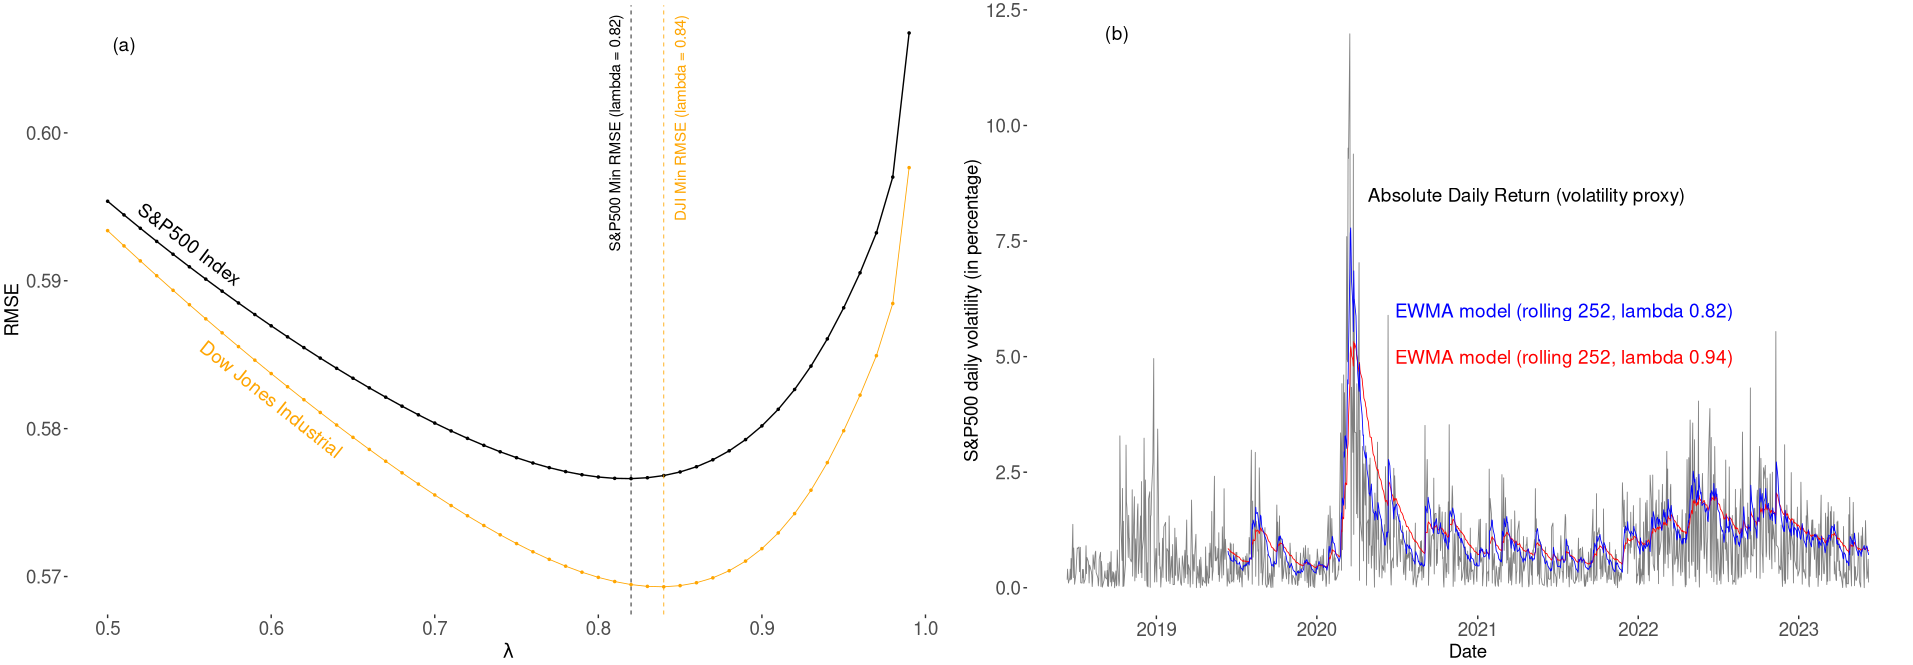 (a)
S&P500 Min RMSE (lambda = 0.82)
DJI Min RMSE (lambda = 0.84)
S&P500 Index
Dow Jones Industrial
RMSE
0.60
0.59
0.58
0.57
0.5 0.6 0.7 0.8 0.9 1.0
λ
(b)
S&P500 daily volatility (in percentage)
12.5
10.0
7.5
5.0
2.5
0.0
Absolute Daily Return (volatility proxy)
EWMA model (rolling 252, lambda 0.82)
EWMA model (rolling 252, lambda 0.94)
2019 2020 2021 2022 2023
Date